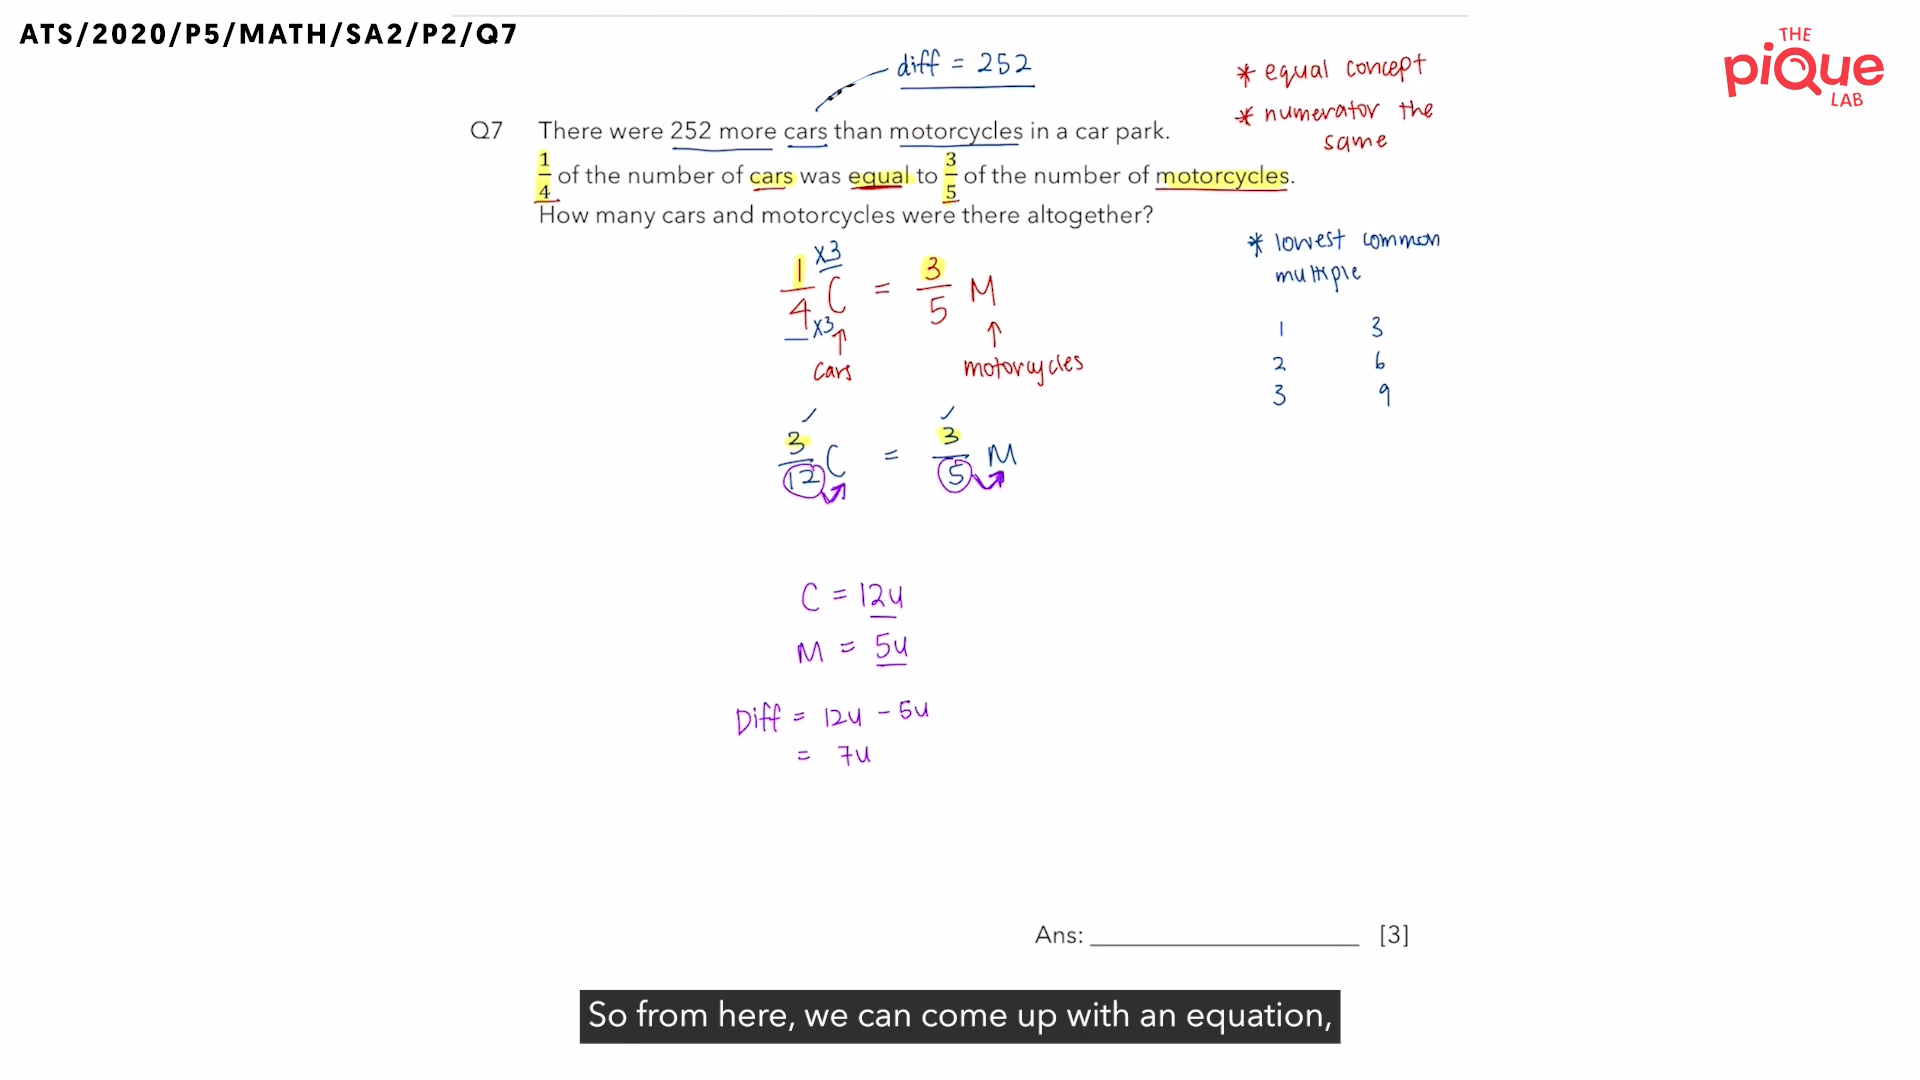 ATS/2020/P5/MATH/SA2/P2/Q7
THE
piQue
LAB
diff = 252
* equal concept
* numerator the
same
Q7 There were 252 more cars than motorcycles in a car park.
1/4 of the number of cars was equal to 3/5 of the number of motorcycles.
How many cars and motorcycles were there altogether?
* lowest common
multiple
x3
1/4 C = 3/5 M
x3
↑ ↑
cars motorcycles
1 3
2 6
3 9
✓ ✓
3/12 C = 3/5 M
C = 12u
M = 5u
Diff = 12u - 5u
= 7u
Ans: ____________________ [3]
So from here, we can come up with an equation,